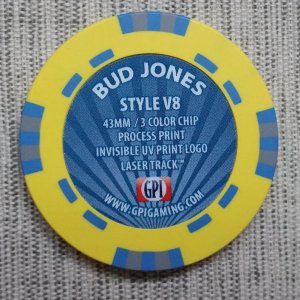 BUD JONES
STYLE V8
43MM / 3 COLOR CHIP
PROCESS PRINT
INVISIBLE UV PRINT LOGO
LASER TRACK™
GPI
WWW.GPIGAMING.COM